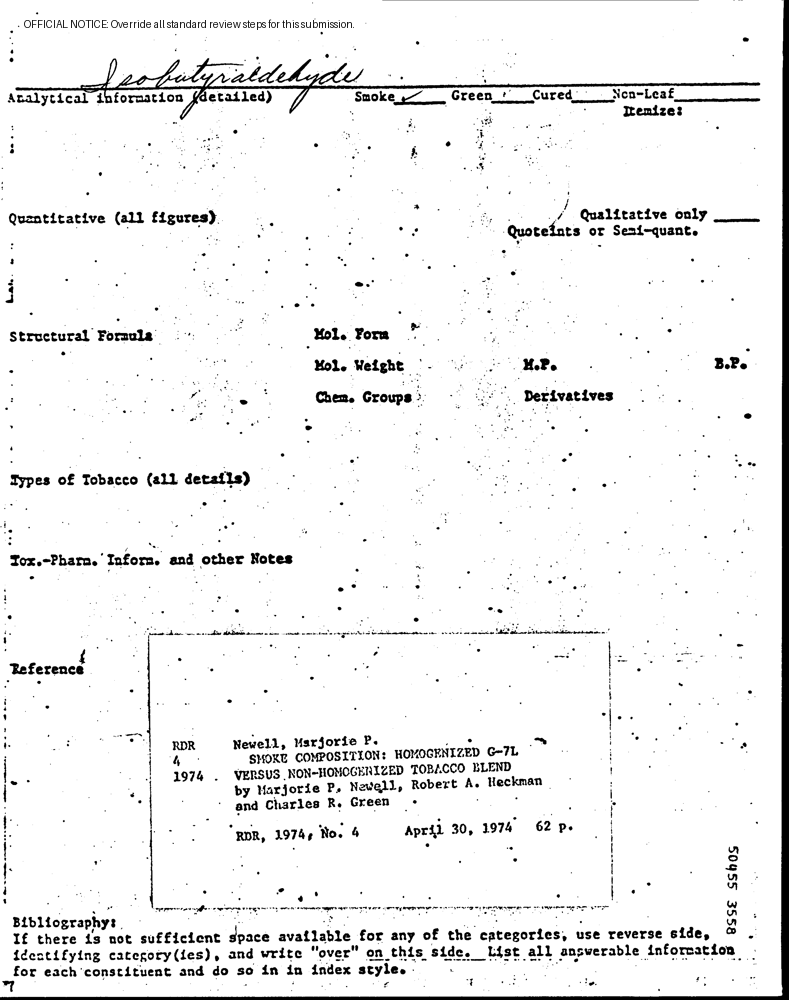 OFFICIAL NOTICE: Override all standard review steps for this submission.
Isobutyraldehyde
Analytical information (detailed) Smoke ✓ Green Cured Non-Leaf
Itemize:
Quantitative (all figures) Qualitative only
Quoteints or Semi-quant.
Structural Formula Mol. Form
Mol. Weight M.P. B.P.
Chem. Groups Derivatives
Types of Tobacco (all details)
Tox.-Pharm. Inform. and other Notes
Reference
RDR Newell, Marjorie P.
4 SMOKE COMPOSITION: HOMOGENIZED G-7L
1974 VERSUS NON-HOMOGENIZED TOBACCO BLEND
by Marjorie P. Newell, Robert A. Heckman
and Charles R. Green
RDR, 1974, No. 4 April 30, 1974 62 p.
50455 3558
Bibliography:
If there is not sufficient space available for any of the categories, use reverse side,
identifying category(ies), and write "over" on this side. List all answerable information
for each constituent and do so in in index style.
7